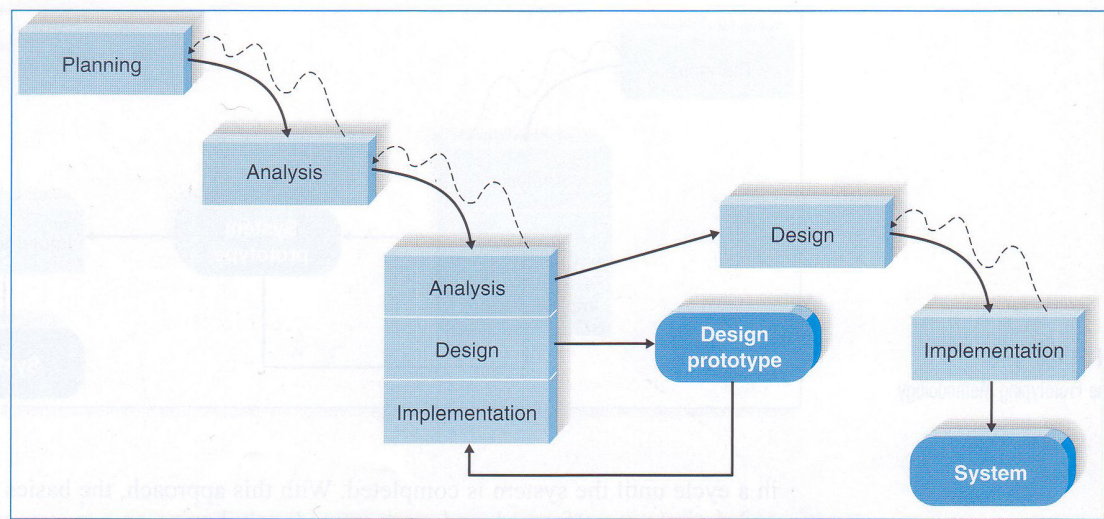 Planning
Analysis
Analysis
Design
Implementation
Design
prototype
Design
Implementation
System
in a cycle until the system is completed. With this approach, the basics